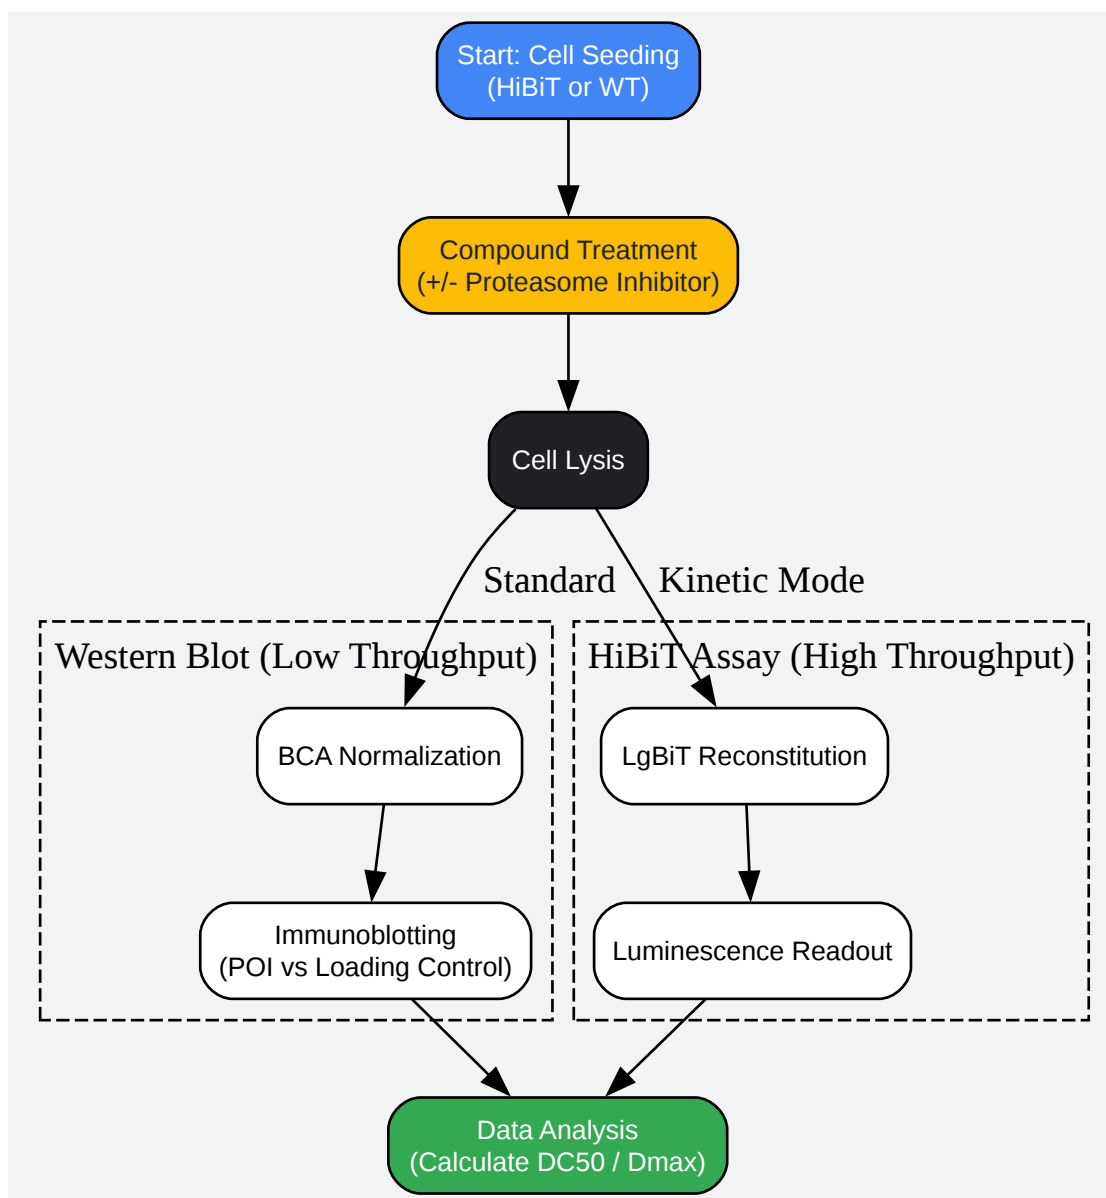 Start: Cell Seeding
(HiBiT or WT)
Compound Treatment
(+/- Proteasome Inhibitor)
Cell Lysis
Standard
Kinetic Mode
Western Blot (Low Throughput)
HiBiT Assay (High Throughput)
BCA Normalization
LgBiT Reconstitution
Immunoblotting
(POI vs Loading Control)
Luminescence Readout
Data Analysis
(Calculate DC50 / Dmax)